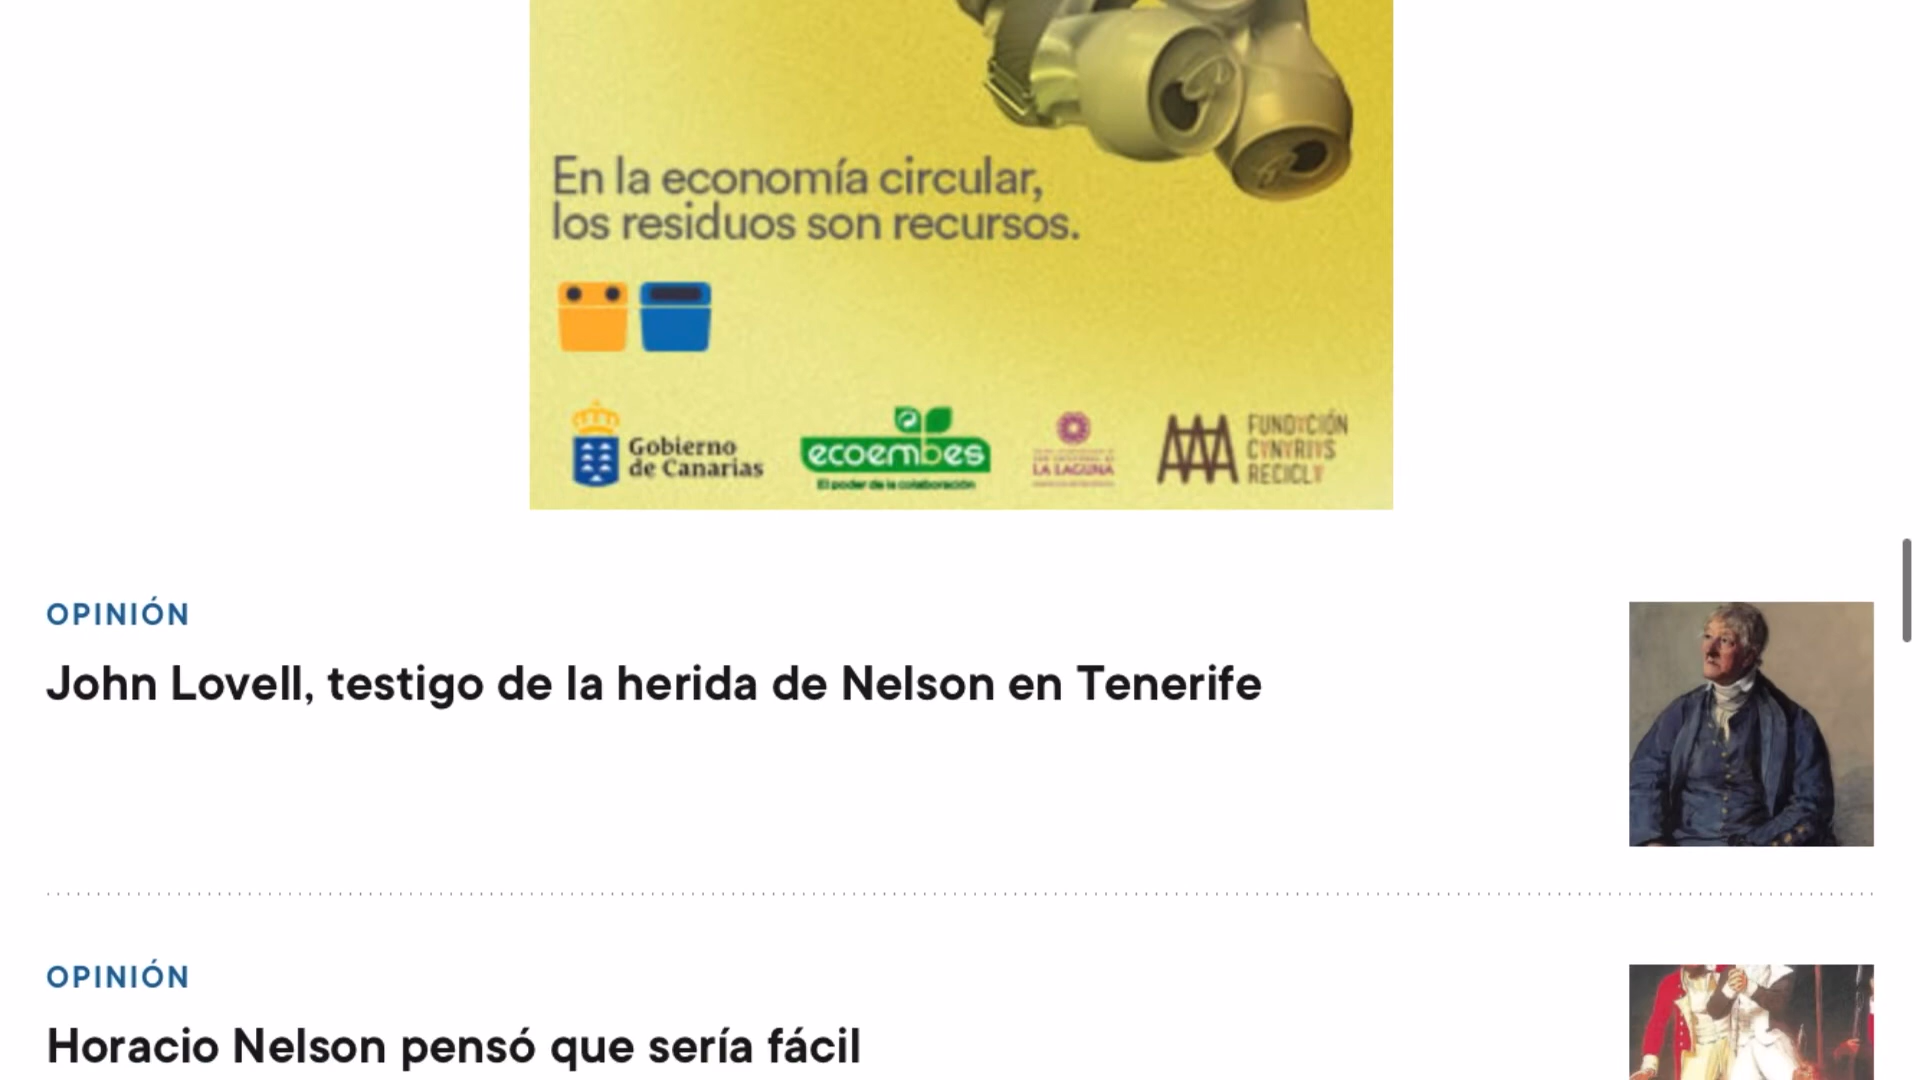 En la economía circular,
los residuos son recursos.
Gobierno
de Canarias
ecoembes
El poder de la colaboración
LA LAGUNA
FUNDACIÓN
CANARIAS
RECICLA
OPINIÓN
John Lovell, testigo de la herida de Nelson en Tenerife
OPINIÓN
Horacio Nelson pensó que sería fácil